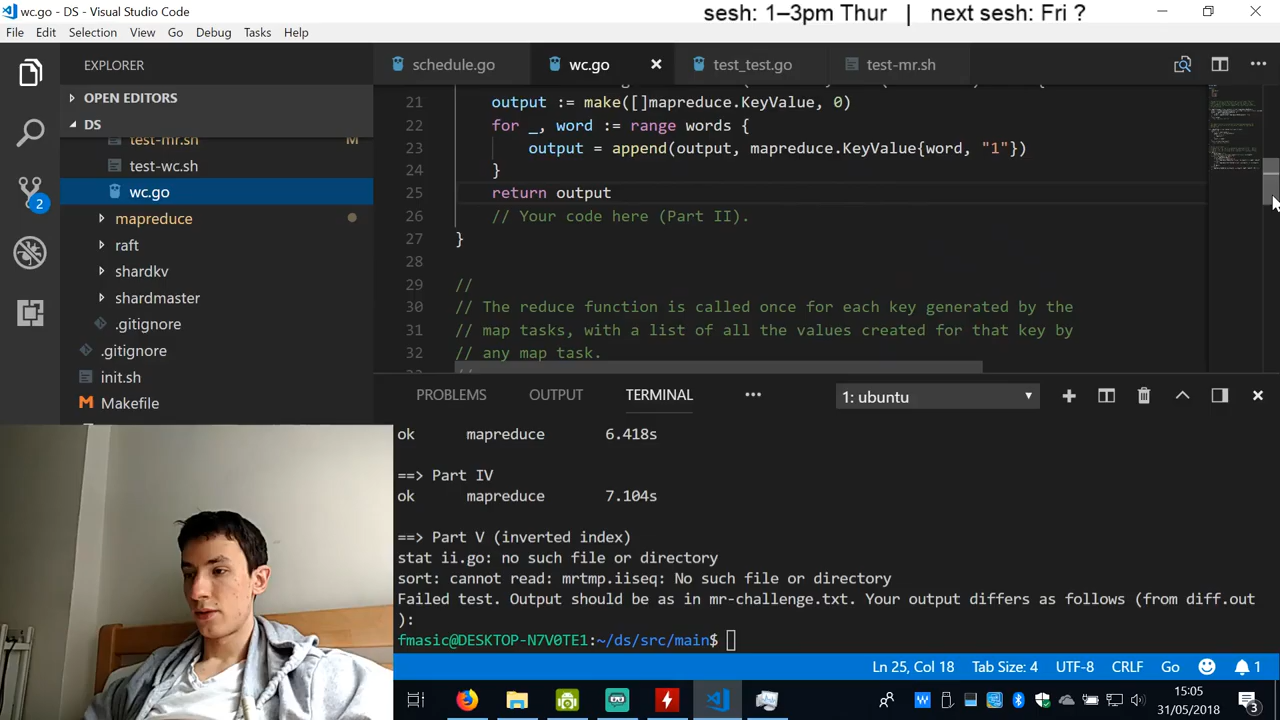 wc.go - DS - Visual Studio Code
sesh: 1–3pm Thur | next sesh: Fri ?
File Edit Selection View Go Debug Tasks Help
EXPLORER
OPEN EDITORS
DS
test-mr.sh M
test-wc.sh
wc.go
mapreduce
raft
shardkv
shardmaster
.gitignore
.gitignore
init.sh
Makefile
2
schedule.go wc.go test_test.go test-mr.sh
21 output := make([]mapreduce.KeyValue, 0)
22 for _, word := range words {
23 output = append(output, mapreduce.KeyValue{word, "1"})
24 }
25 return output
26 // Your code here (Part II).
27 }
28
29 //
30 // The reduce function is called once for each key generated by the
31 // map tasks, with a list of all the values created for that key by
32 // any map task.
PROBLEMS OUTPUT TERMINAL ••• 1: ubuntu
ok mapreduce 6.418s
==> Part IV
ok mapreduce 7.104s
==> Part V (inverted index)
stat ii.go: no such file or directory
sort: cannot read: mrtmp.iiseq: No such file or directory
Failed test. Output should be as in mr-challenge.txt. Your output differs as follows (from diff.out
):
fmasic@DESKTOP-N7V0TE1:~/ds/src/main$
Ln 25, Col 18 Tab Size: 4 UTF-8 CRLF Go 1
15:05
31/05/2018
3